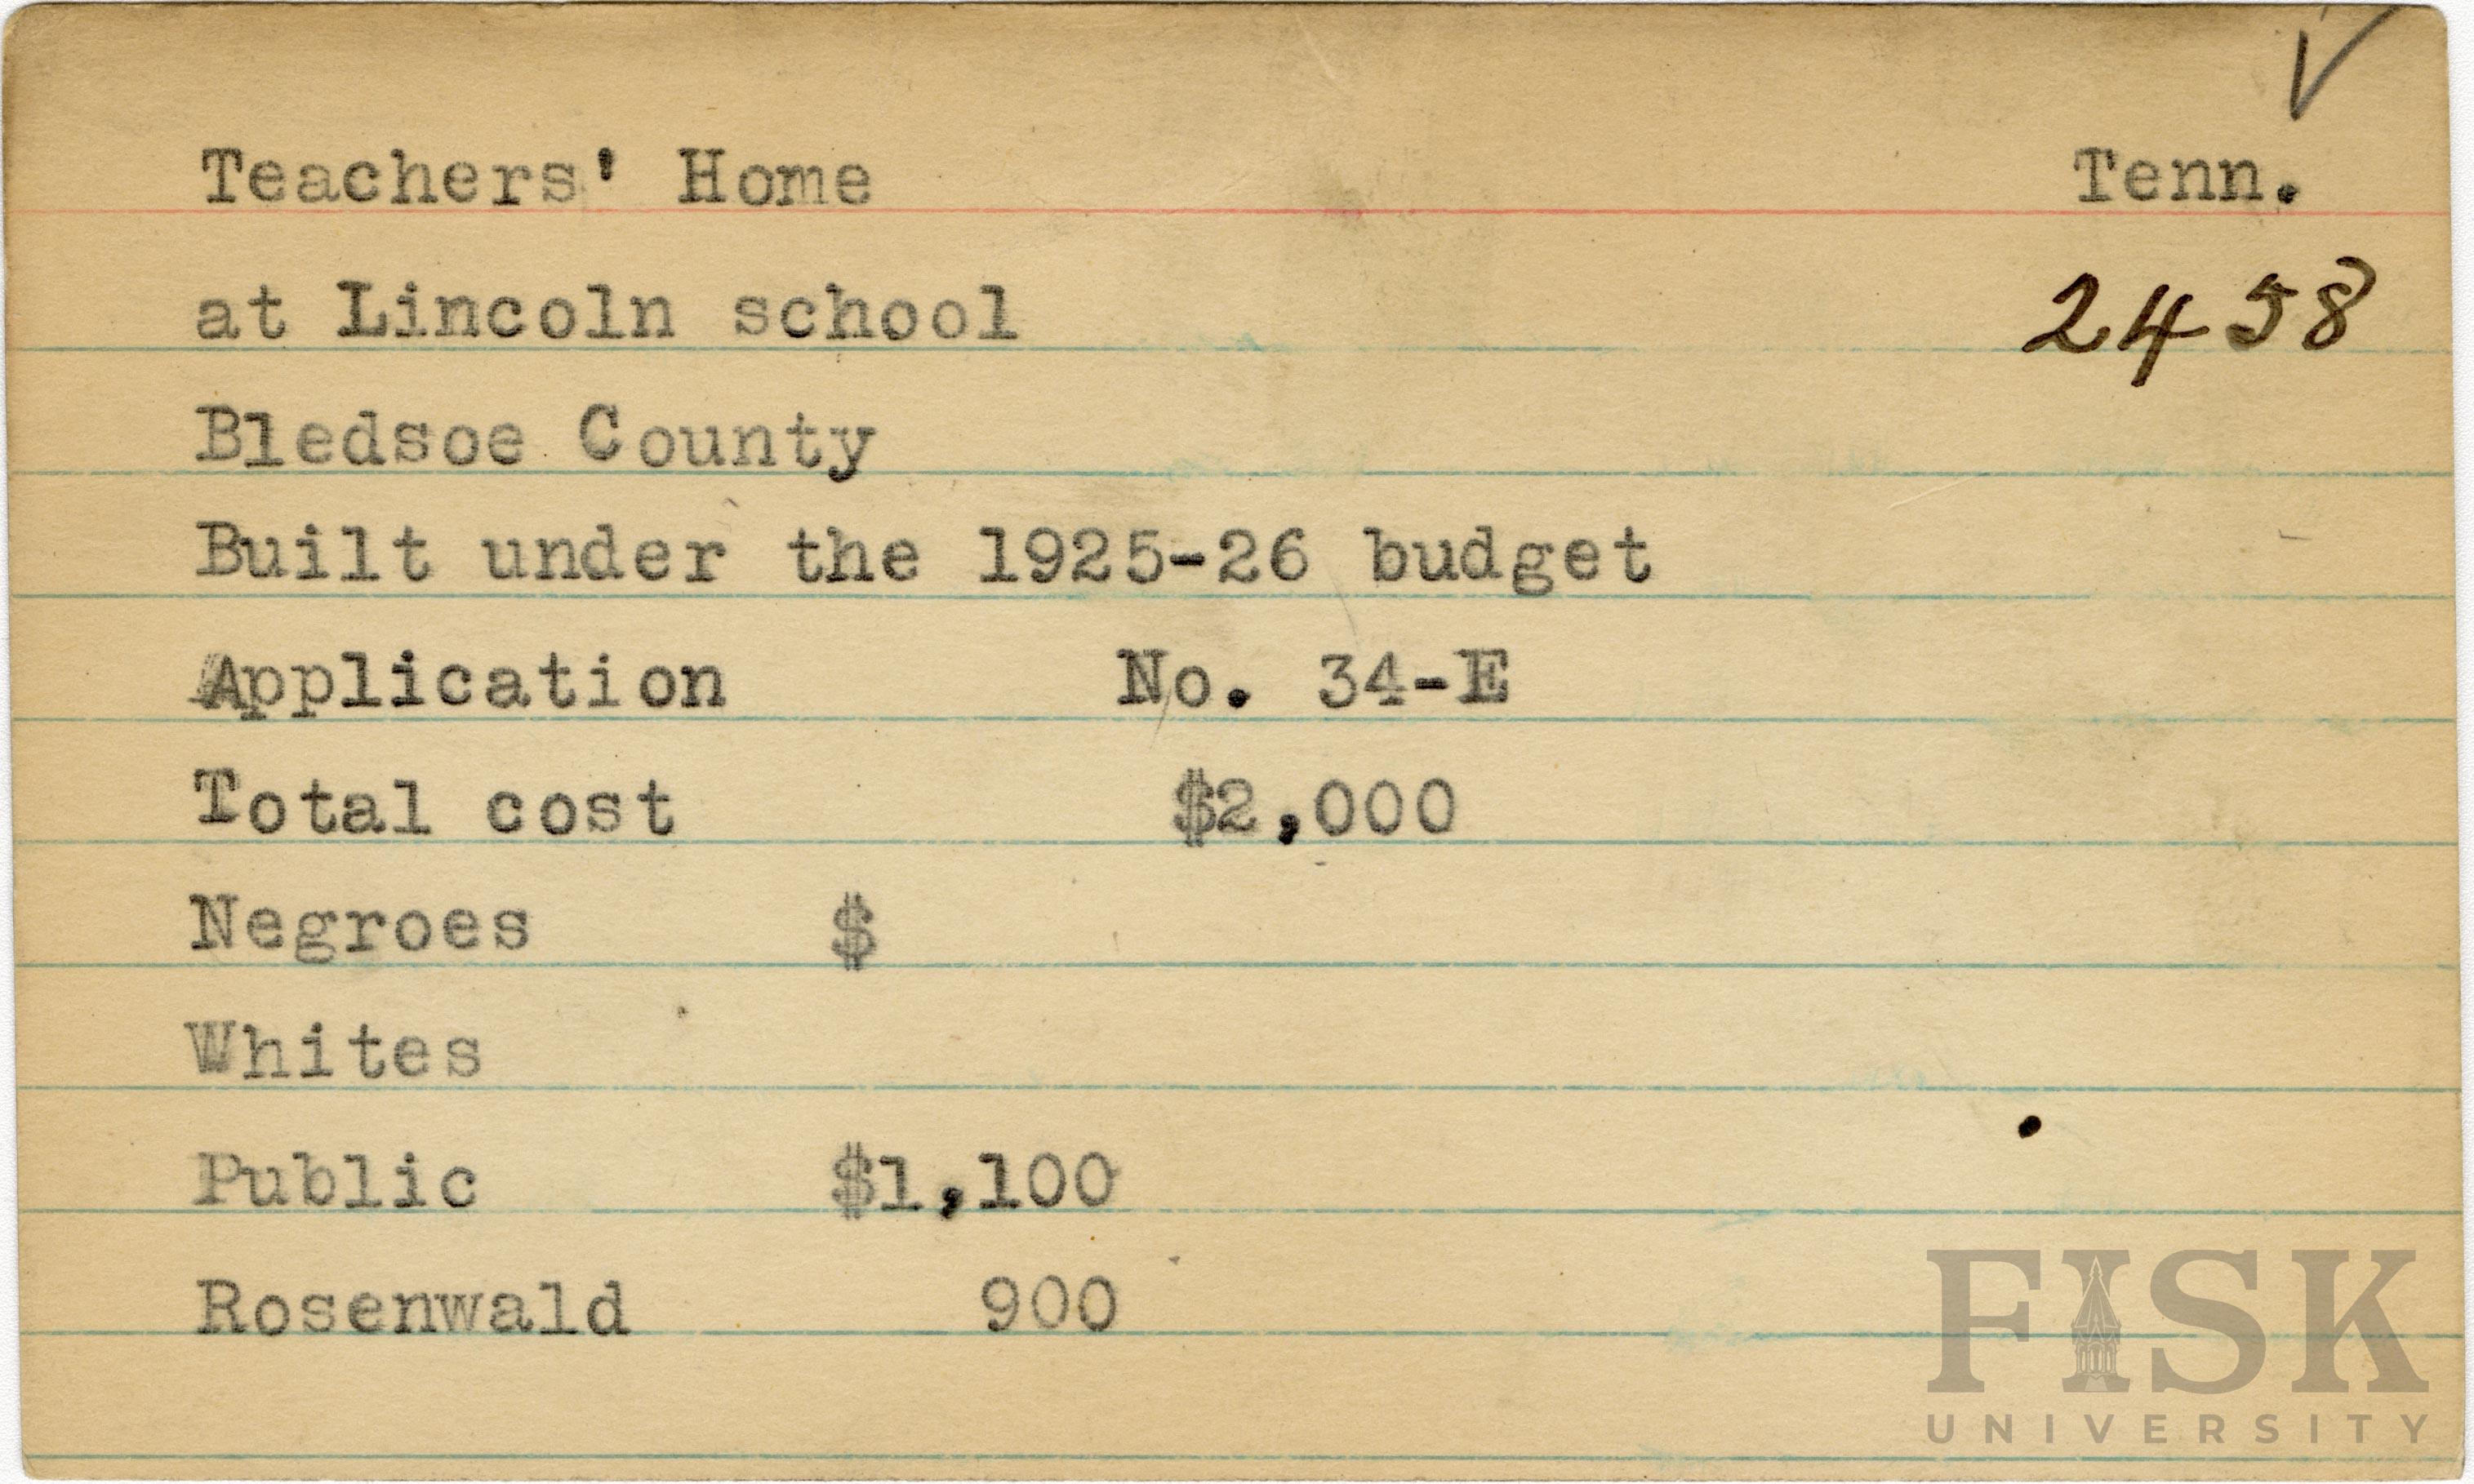 Teachers' Home Tenn.
at Lincoln school 2458
Bledsoe County
Built under the 1925-26 budget
Application No. 34-E
Total cost $2,000
Negroes $
Whites
Public $1,100
Rosenwald 900
FISK
UNIVERSITY